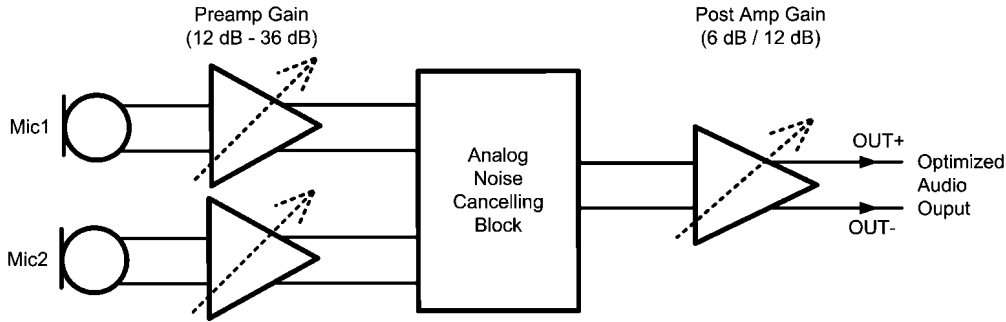 Preamp Gain
(12 dB - 36 dB)
Post Amp Gain
(6 dB / 12 dB)
Mic1
Mic2
Analog
Noise
Cancelling
Block
OUT+
OUT-
Optimized
Audio
Ouput